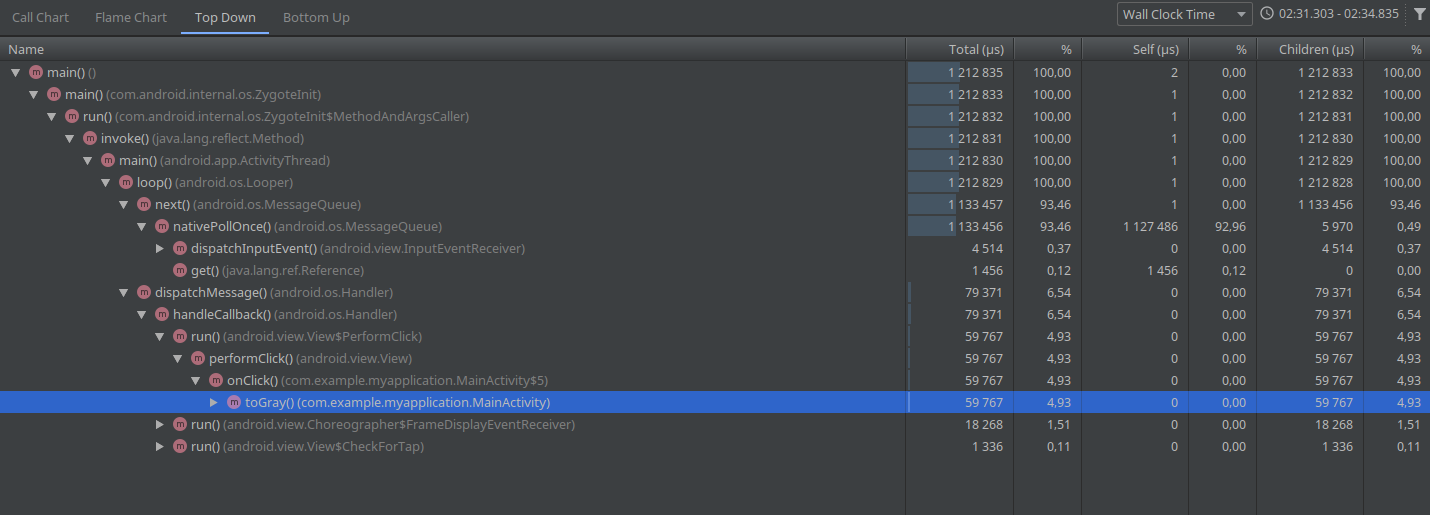 Call Chart Flame Chart Top Down Bottom Up Wall Clock Time 02:31.303 - 02:34.835
Name Total (μs) % Self (μs) % Children (μs) %
m main() () 1 212 835 100,00 2 0,00 1 212 833 100,00
m main() (com.android.internal.os.ZygoteInit) 1 212 833 100,00 1 0,00 1 212 832 100,00
m run() (com.android.internal.os.ZygoteInit$MethodAndArgsCaller) 1 212 832 100,00 1 0,00 1 212 831 100,00
m invoke() (java.lang.reflect.Method) 1 212 831 100,00 1 0,00 1 212 830 100,00
m main() (android.app.ActivityThread) 1 212 830 100,00 1 0,00 1 212 829 100,00
m loop() (android.os.Looper) 1 212 829 100,00 1 0,00 1 212 828 100,00
m next() (android.os.MessageQueue) 1 133 457 93,46 1 0,00 1 133 456 93,46
m nativePollOnce() (android.os.MessageQueue) 1 133 456 93,46 1 127 486 92,96 5 970 0,49
m dispatchInputEvent() (android.view.InputEventReceiver) 4 514 0,37 0 0,00 4 514 0,37
m get() (java.lang.ref.Reference) 1 456 0,12 1 456 0,12 0 0,00
m dispatchMessage() (android.os.Handler) 79 371 6,54 0 0,00 79 371 6,54
m handleCallback() (android.os.Handler) 79 371 6,54 0 0,00 79 371 6,54
m run() (android.view.View$PerformClick) 59 767 4,93 0 0,00 59 767 4,93
m performClick() (android.view.View) 59 767 4,93 0 0,00 59 767 4,93
m onClick() (com.example.myapplication.MainActivity$5) 59 767 4,93 0 0,00 59 767 4,93
m toGray() (com.example.myapplication.MainActivity) 59 767 4,93 0 0,00 59 767 4,93
m run() (android.view.Choreographer$FrameDisplayEventReceiver) 18 268 1,51 0 0,00 18 268 1,51
m run() (android.view.View$CheckForTap) 1 336 0,11 0 0,00 1 336 0,11